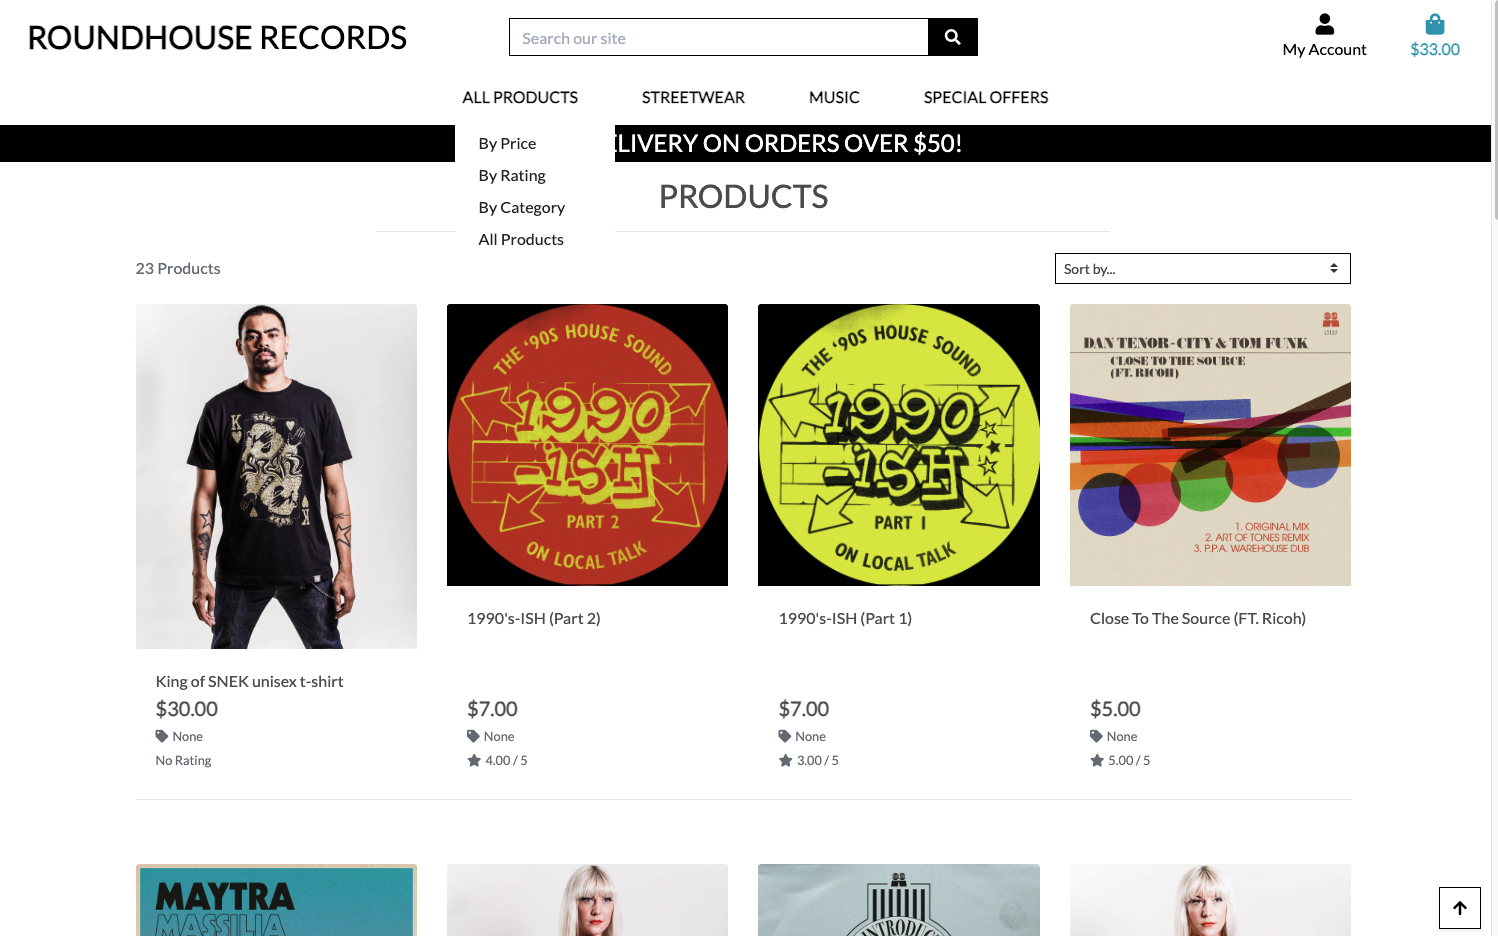 ROUNDHOUSE RECORDS
Search our site
My Account
$33.00
ALL PRODUCTS
STREETWEAR
MUSIC
SPECIAL OFFERS
ELIVERY ON ORDERS OVER $50!
By Price
By Rating
By Category
All Products
PRODUCTS
23 Products
Sort by...
K
K
THE '90S HOUSE SOUND
1990
-ISH
PART 2
ON LOCAL TALK
THE '90S HOUSE SOUND
1990
-ISH
PART 1
ON LOCAL TALK
LT137
DAN TENOR-CITY & TOM FUNK
CLOSE TO THE SOURCE
(FT. RICOH)
1. ORIGINAL MIX
2. ART OF TONES REMIX
3. P.P.A. WAREHOUSE DUB
King of SNEK unisex t-shirt
$30.00
None
No Rating
1990's-ISH (Part 2)
$7.00
None
4.00 / 5
1990's-ISH (Part 1)
$7.00
None
3.00 / 5
Close To The Source (FT. Ricoh)
$5.00
None
5.00 / 5
MAYTRA
MASSILIA
INTRODUC